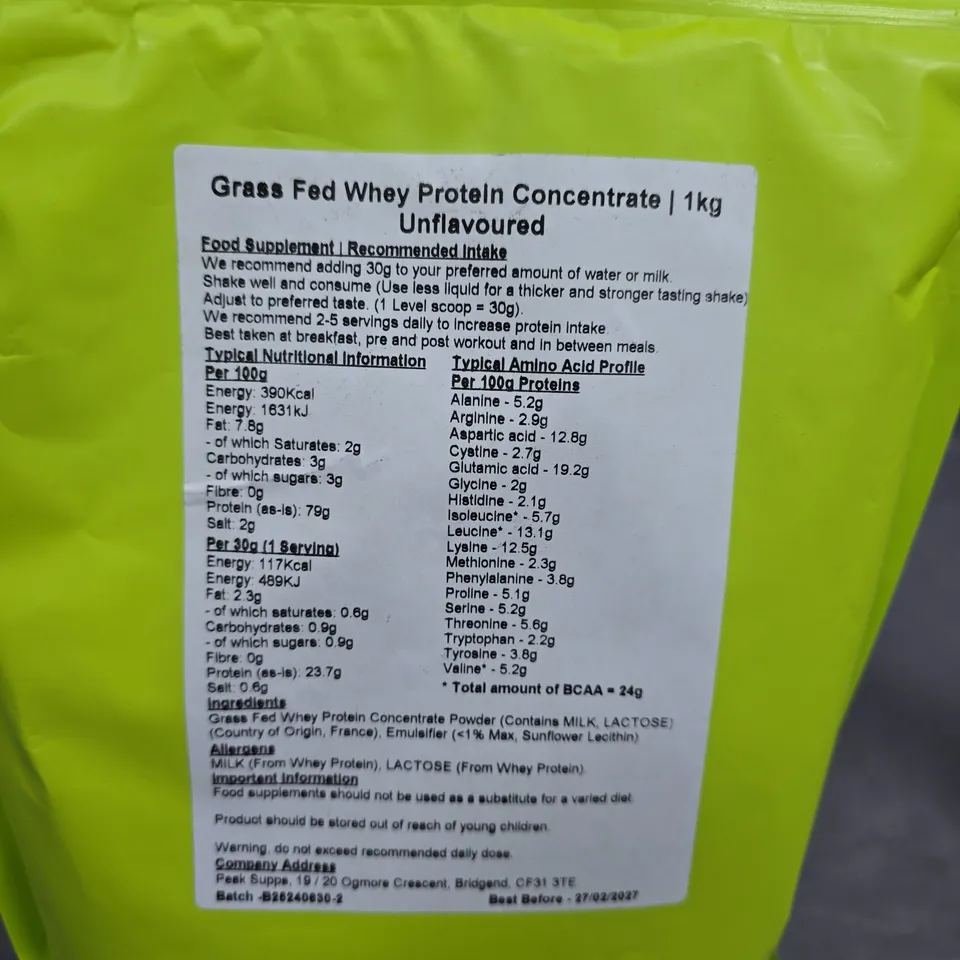 Grass Fed Whey Protein Concentrate | 1kg
Unflavoured
Food Supplement | Recommended Intake
We recommend adding 30g to your preferred amount of water or milk.
Shake well and consume (Use less liquid for a thicker and stronger tasting shake)
Adjust to preferred taste. (1 Level scoop = 30g).
We recommend 2-5 servings daily to increase protein intake.
Best taken at breakfast, pre and post workout and in between meals.
Typical Nutritional Information
Per 100g
Energy: 390Kcal
Energy: 1631kJ
Fat: 7.8g
- of which Saturates: 2g
Carbohydrates: 3g
- of which sugars: 3g
Fibre: 0g
Protein (as-is): 79g
Salt: 2g
Per 30g (1 Serving)
Energy: 117Kcal
Energy: 489KJ
Fat: 2.3g
- of which saturates: 0.6g
Carbohydrates: 0.9g
- of which sugars: 0.9g
Fibre: 0g
Protein (as-is): 23.7g
Salt: 0.6g
Typical Amino Acid Profile
Per 100g Proteins
Alanine - 5.2g
Arginine - 2.9g
Aspartic acid - 12.8g
Cystine - 2.7g
Glutamic acid - 19.2g
Glycine - 2g
Histidine - 2.1g
Isoleucine* - 5.7g
Leucine* - 13.1g
Lysine - 12.5g
Methionine - 2.3g
Phenylalanine - 3.8g
Proline - 5.1g
Serine - 5.2g
Threonine - 5.6g
Tryptophan - 2.2g
Tyrosine - 3.8g
Valine* - 5.2g
* Total amount of BCAA = 24g
Ingredients
Grass Fed Whey Protein Concentrate Powder (Contains MILK, LACTOSE)
(Country of Origin, France), Emulsifier (<1% Max, Sunflower Lecithin)
Allergens
MILK (From Whey Protein), LACTOSE (From Whey Protein)
Important Information
Food supplements should not be used as a substitute for a varied diet.
Product should be stored out of reach of young children.
Warning, do not exceed recommended daily dose.
Company Address
Peak Supps, 19 / 20 Ogmore Crescent, Bridgend, CF31 3TE
Batch -B25240630-2 Best Before - 27/02/2027